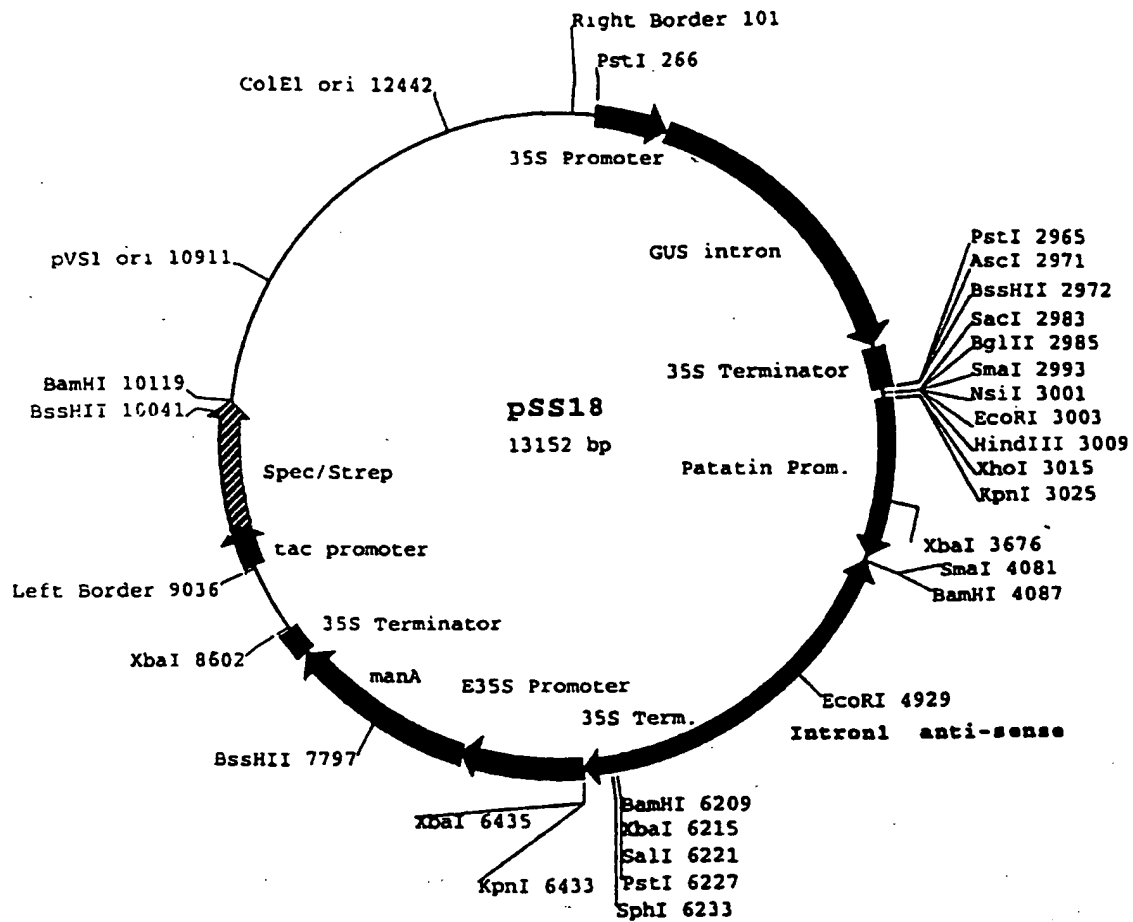 Right Border 101
PstI 266
ColE1 ori 12442
35S Promoter
GUS intron
PstI 2965
AscI 2971
BssHII 2972
SacI 2983
BglII 2985
SmaI 2993
NsiI 3001
EcoRI 3003
HindIII 3009
XhoI 3015
KpnI 3025
pVS1 ori 10911
35S Terminator
BamHI 10119
BssHII 10041
pSS18
13152 bp
Patatin Prom.
Spec/Strep
XbaI 3676
SmaI 4081
BamHI 4087
tac promoter
Left Border 9036
35S Terminator
XbaI 8602
manA
E35S Promoter
EcoRI 4929
35S Term.
Intron1 anti-sense
BssHII 7797
BamHI 6209
XbaI 6215
SalI 6221
PstI 6227
SphI 6233
XbaI 6435
KpnI 6433